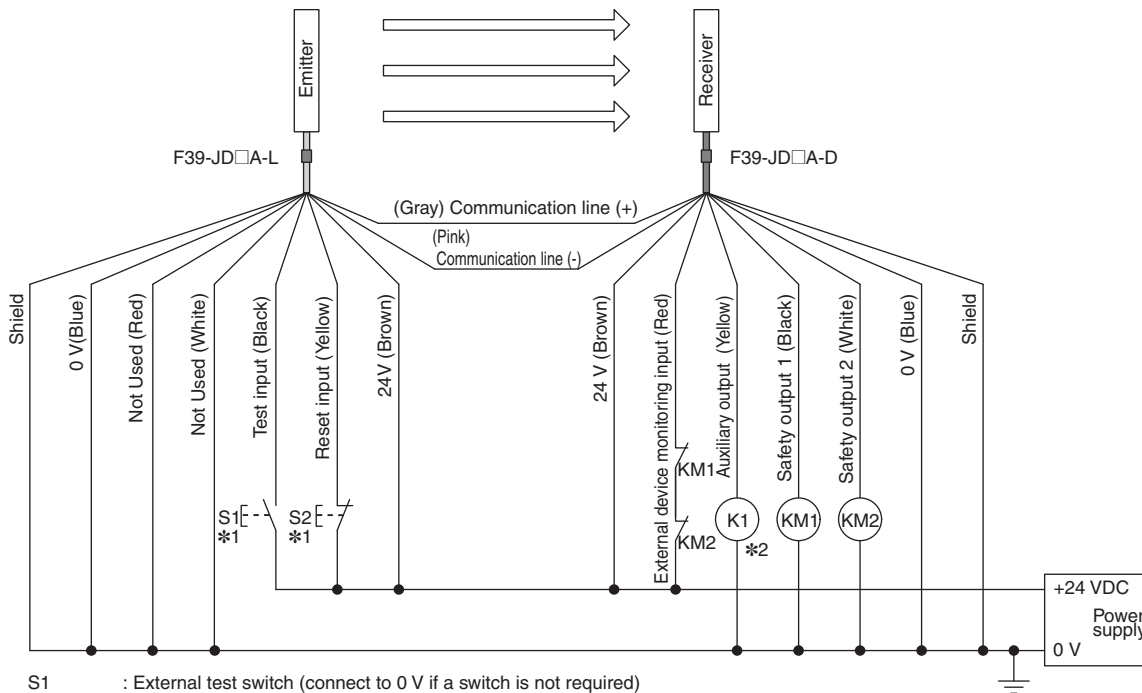 Emitter
Receiver
F39-JD□A-L
F39-JD□A-D
(Gray) Communication line (+)
(Pink)
Communication line (-)
Shield
0 V(Blue)
Not Used (Red)
Not Used (White)
Test input (Black)
Reset input (Yellow)
24V (Brown)
24 V (Brown)
External device monitoring input (Red)
Auxiliary output (Yellow)
Safety output 1 (Black)
Safety output 2 (White)
0 V (Blue)
Shield
KM1
S1
*1
S2
*1
KM2
K1
*2
KM1
KM2
+24 VDC
Power
supply
0 V
S1 : External test switch (connect to 0 V if a switch is not required)